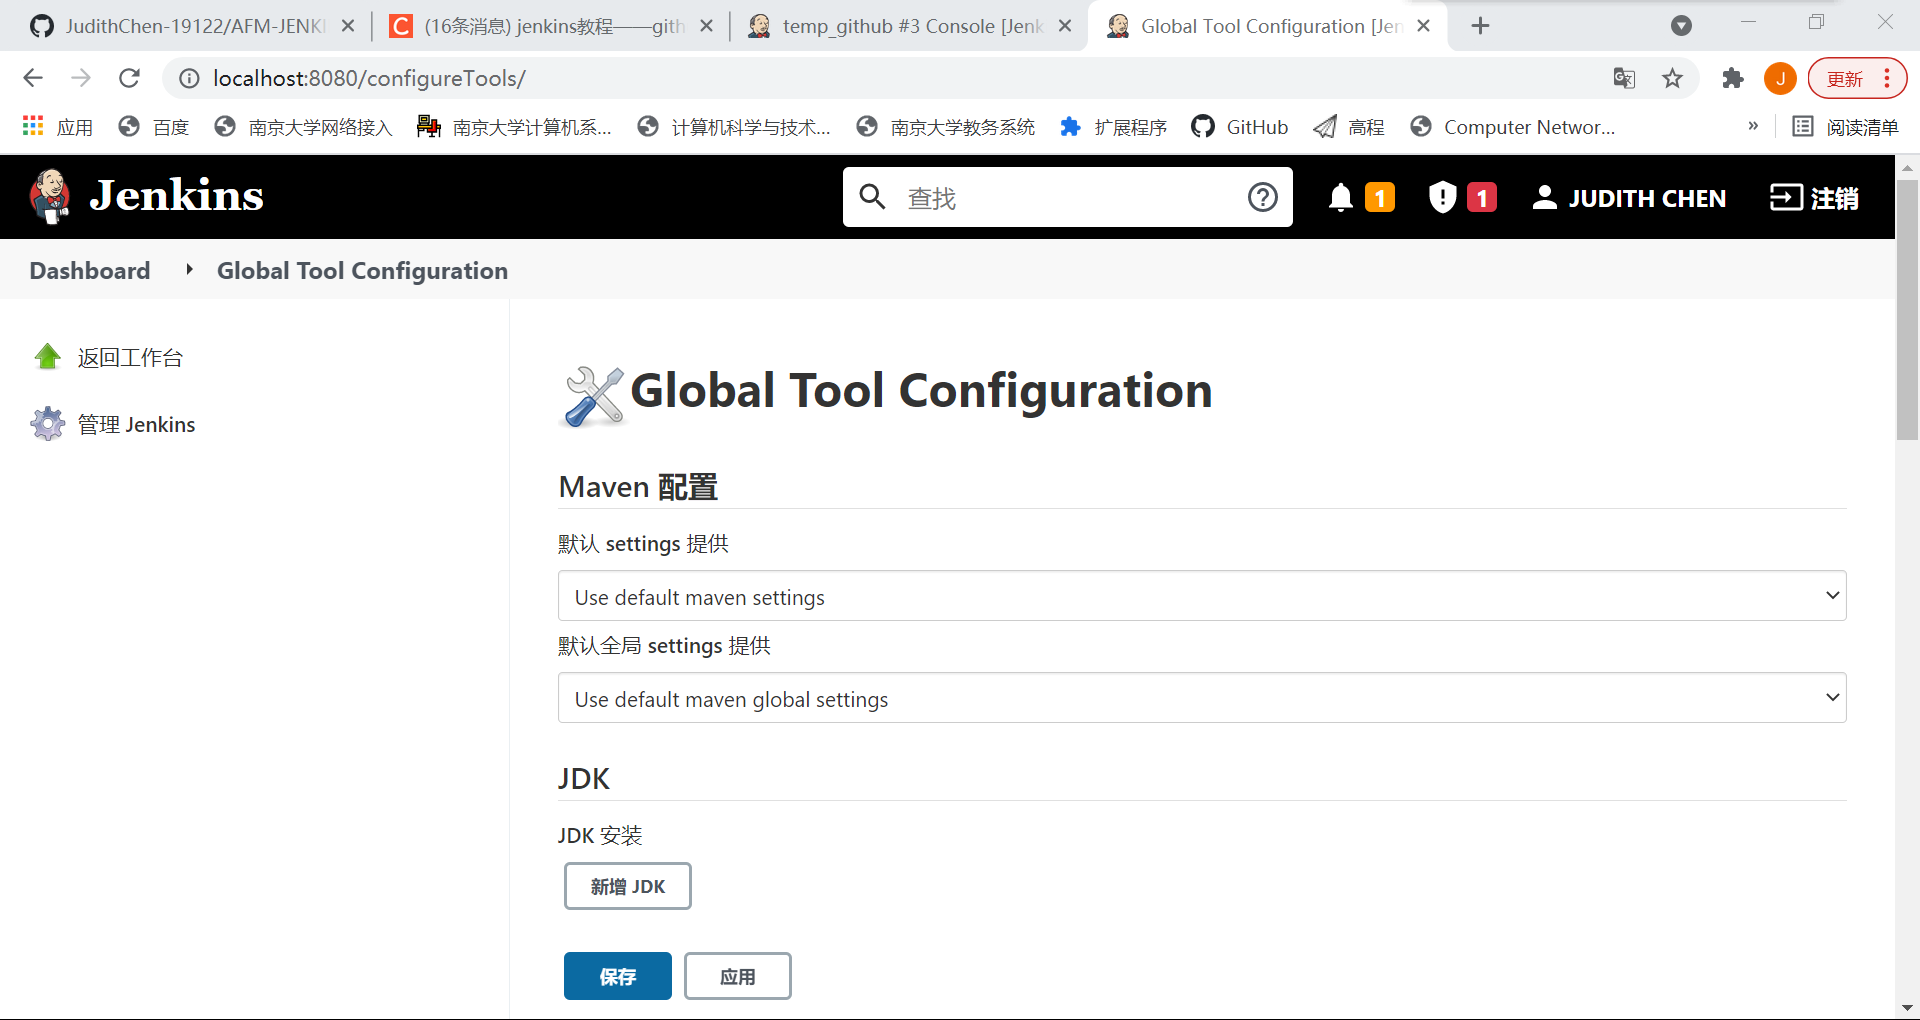 JudithChen-19122/AFM-JENKI
(16条消息) jenkins教程——gith
temp_github #3 Console [Jenk
Global Tool Configuration [Jen
localhost:8080/configureTools/
J
更新
应用
百度
南京大学网络接入
南京大学计算机系...
计算机科学与技术...
南京大学教务系统
扩展程序
GitHub
高程
Computer Networ...
»
阅读清单
Jenkins
查找
1
1
JUDITH CHEN
注销
Dashboard
Global Tool Configuration
返回工作台
管理 Jenkins
Global Tool Configuration
Maven 配置
默认 settings 提供
Use default maven settings
默认全局 settings 提供
Use default maven global settings
JDK
JDK 安装
新增 JDK
保存
应用